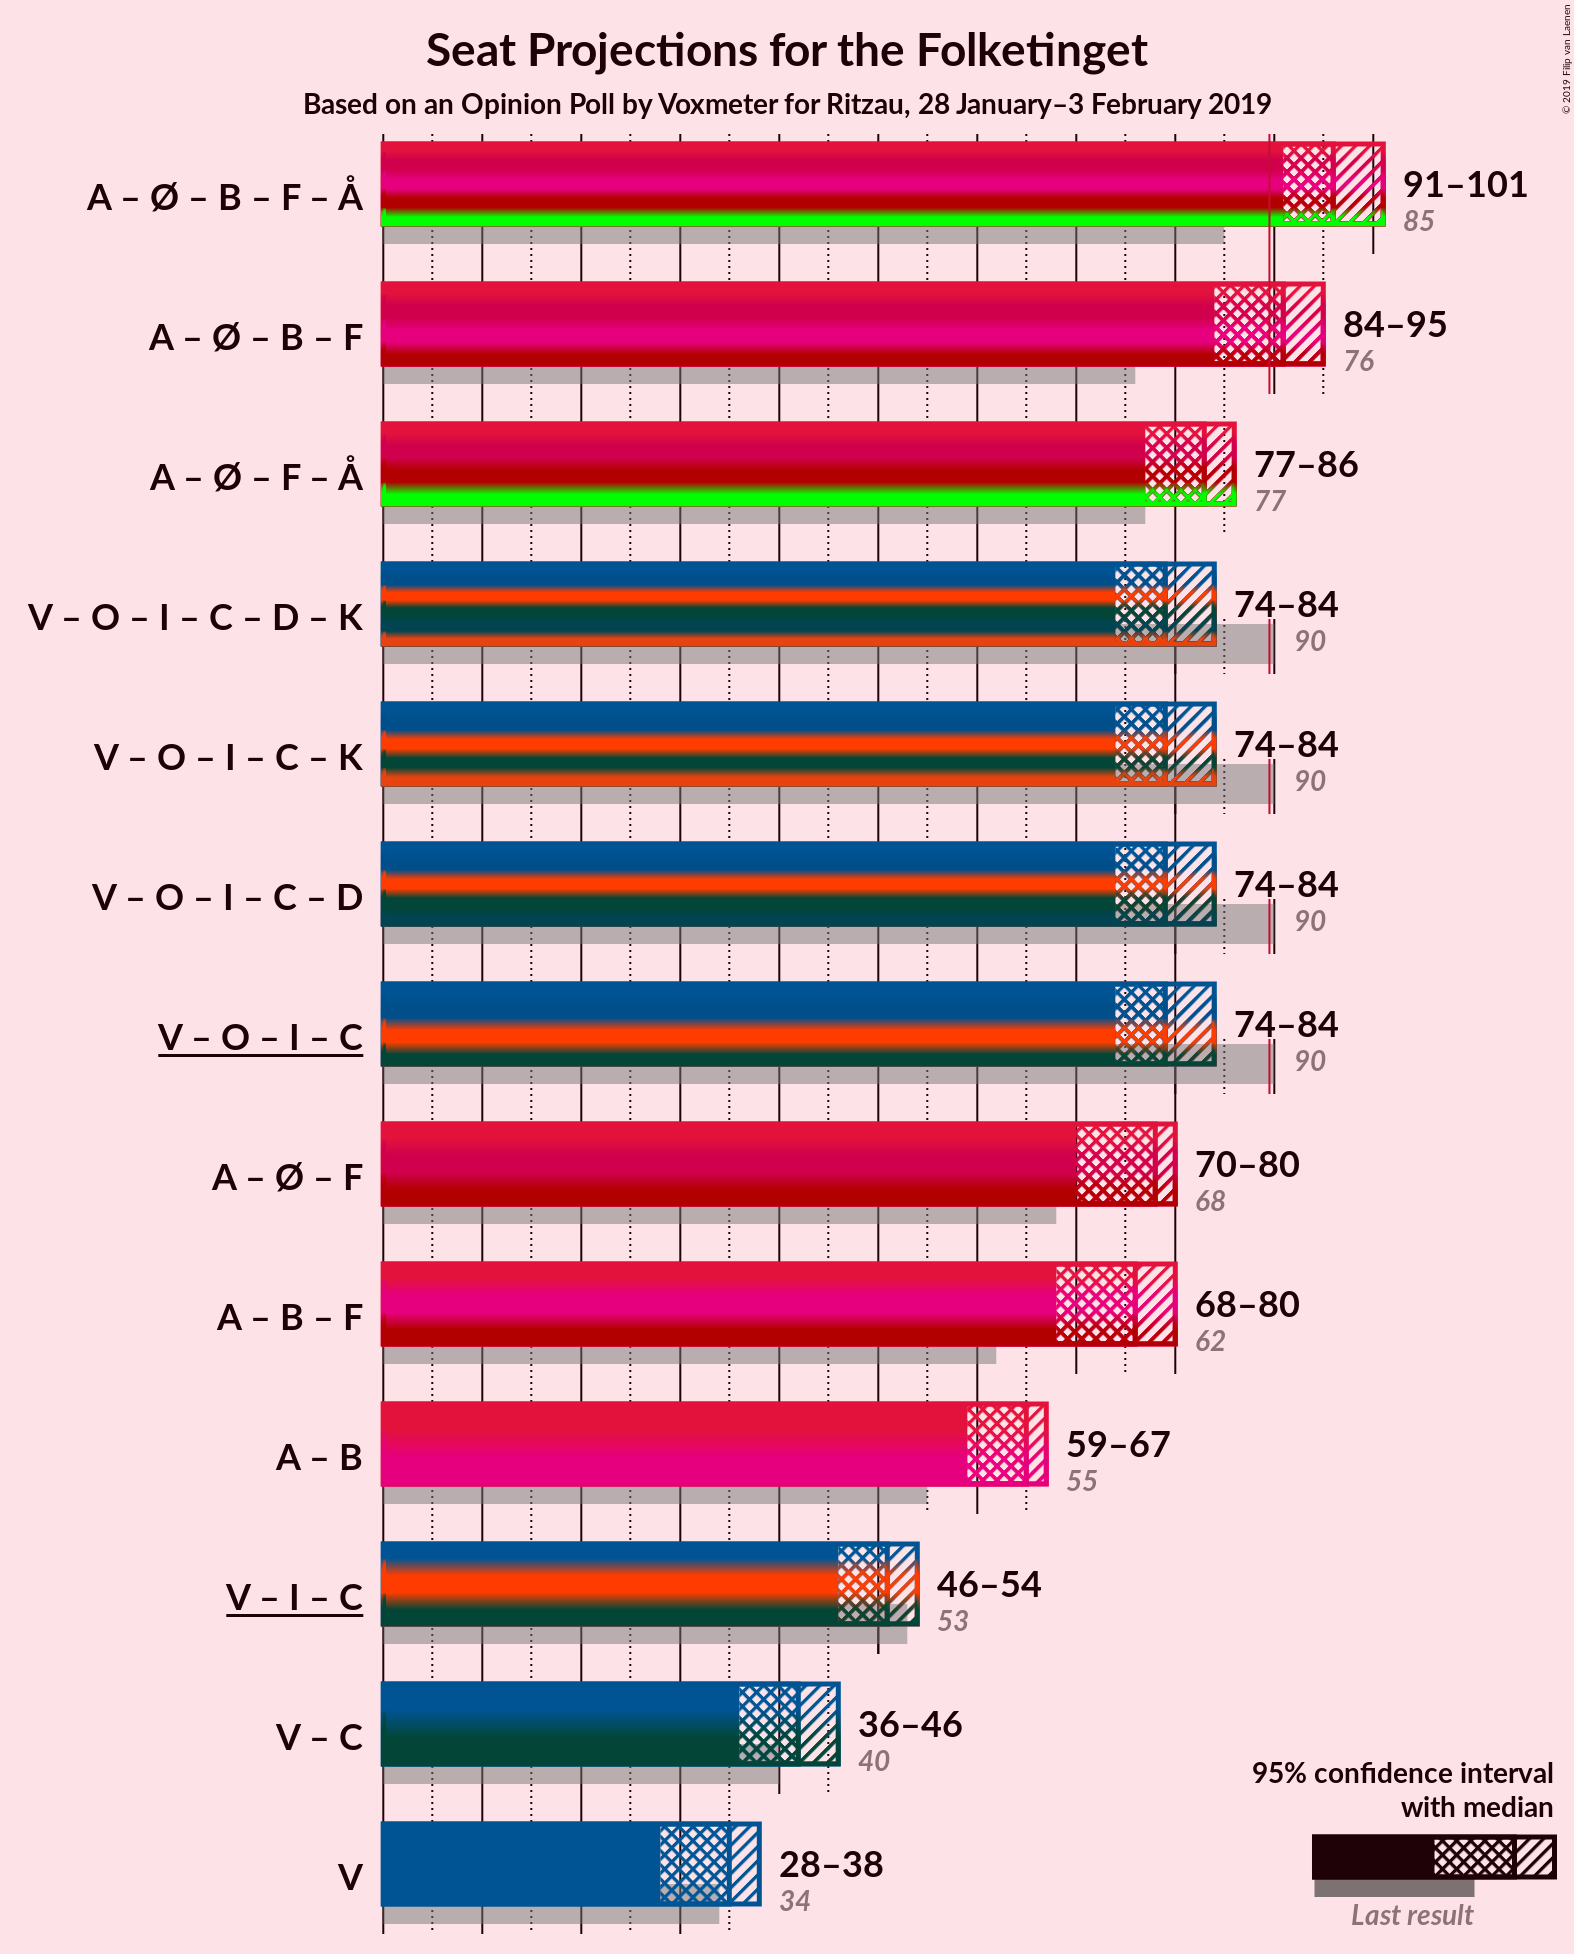 Seat Projections for the Folketinget
Based on an Opinion Poll by Voxmeter for Ritzau, 28 January–3 February 2019
© 2019 Filip van Laenen
A – Ø – B – F – Å
91–101
85
A – Ø – B – F
84–95
76
A – Ø – F – Å
77–86
77
V – O – I – C – D – K
74–84
90
V – O – I – C – K
74–84
90
V – O – I – C – D
74–84
90
V – O – I – C
74–84
90
A – Ø – F
70–80
68
A – B – F
68–80
62
A – B
59–67
55
V – I – C
46–54
53
V – C
36–46
40
V
28–38
34
95% confidence interval
with median
Last result